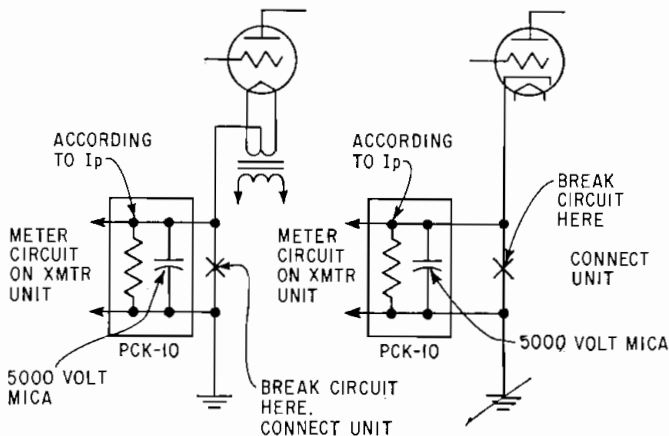 ACCORDING
TO Ip
METER
CIRCUIT
ON XMTR
UNIT
PCK-10
5000 VOLT
MICA
BREAK CIRCUIT
HERE.
CONNECT UNIT
ACCORDING
TO Ip
BREAK
CIRCUIT
HERE
METER
CIRCUIT
ON XMTR
UNIT
CONNECT
UNIT
PCK-10
5000 VOLT MICA